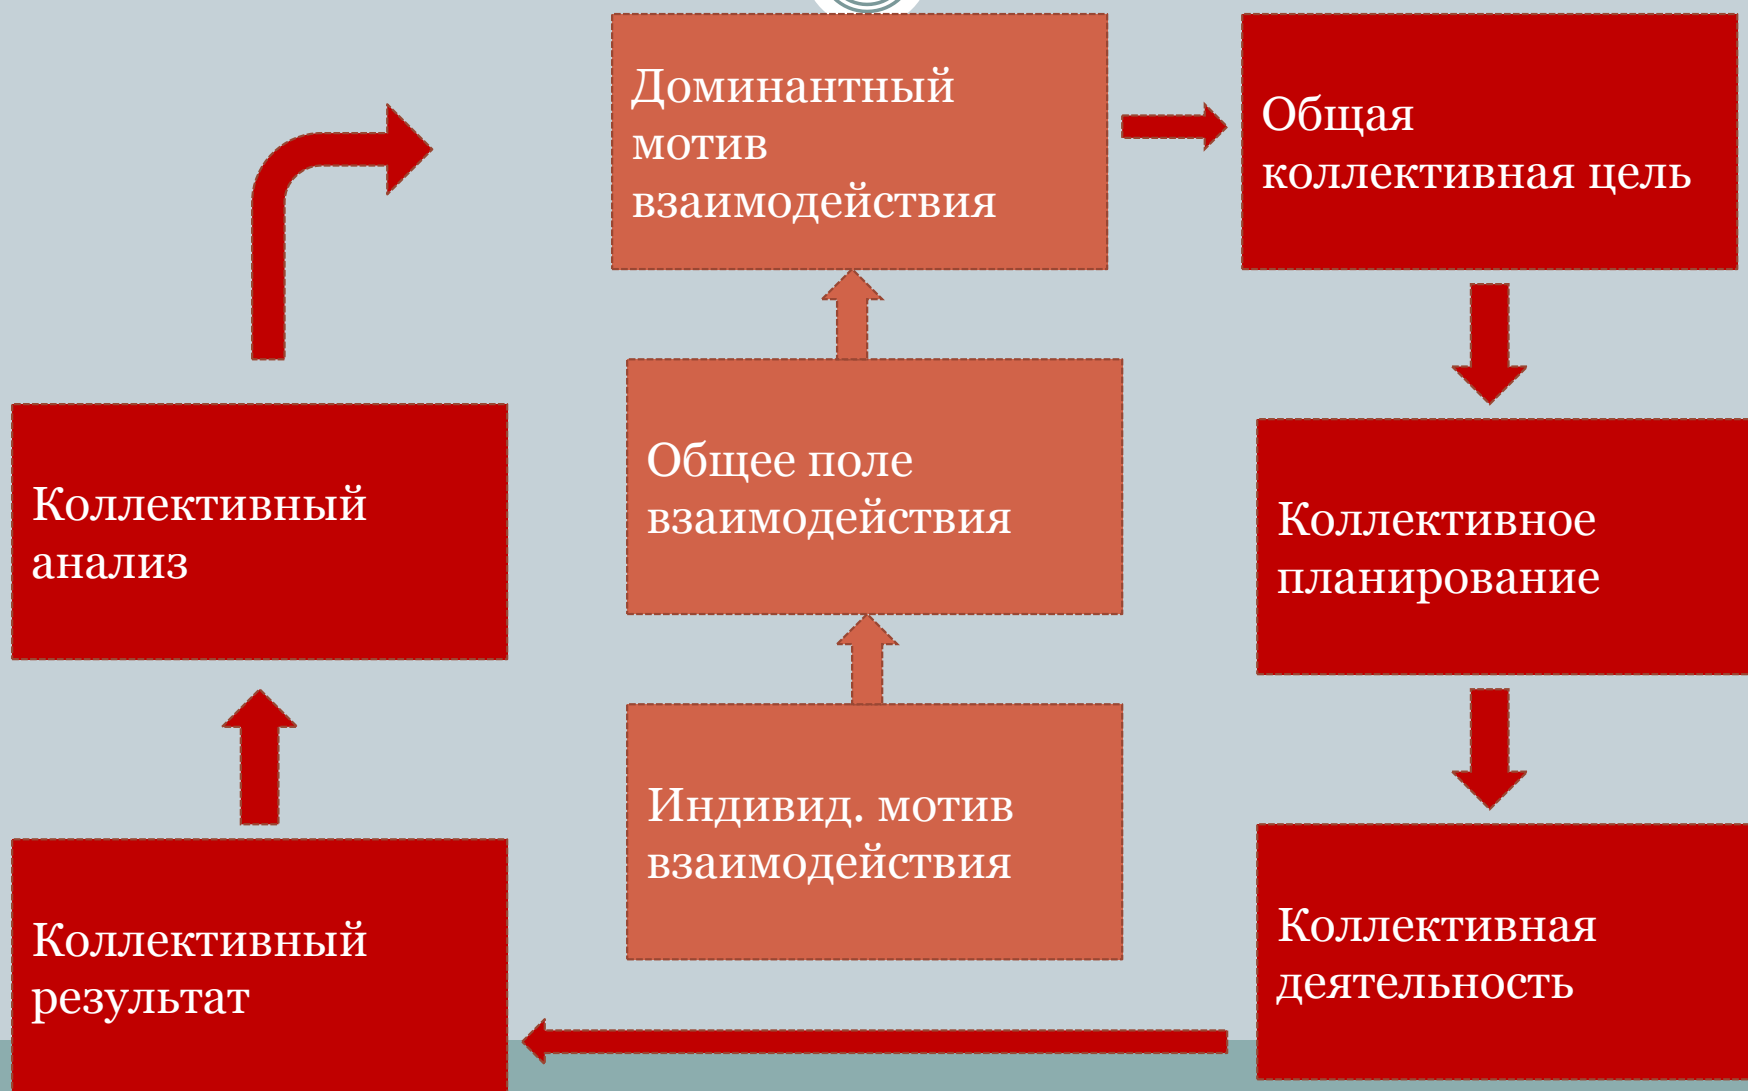 Доминантный
мотив
взаимодействия
Общая
коллективная цель
Коллективный
анализ
Общее поле
взаимодействия
Коллективное
планирование
Индивид. мотив
взаимодействия
Коллективный
результат
Коллективная
деятельность